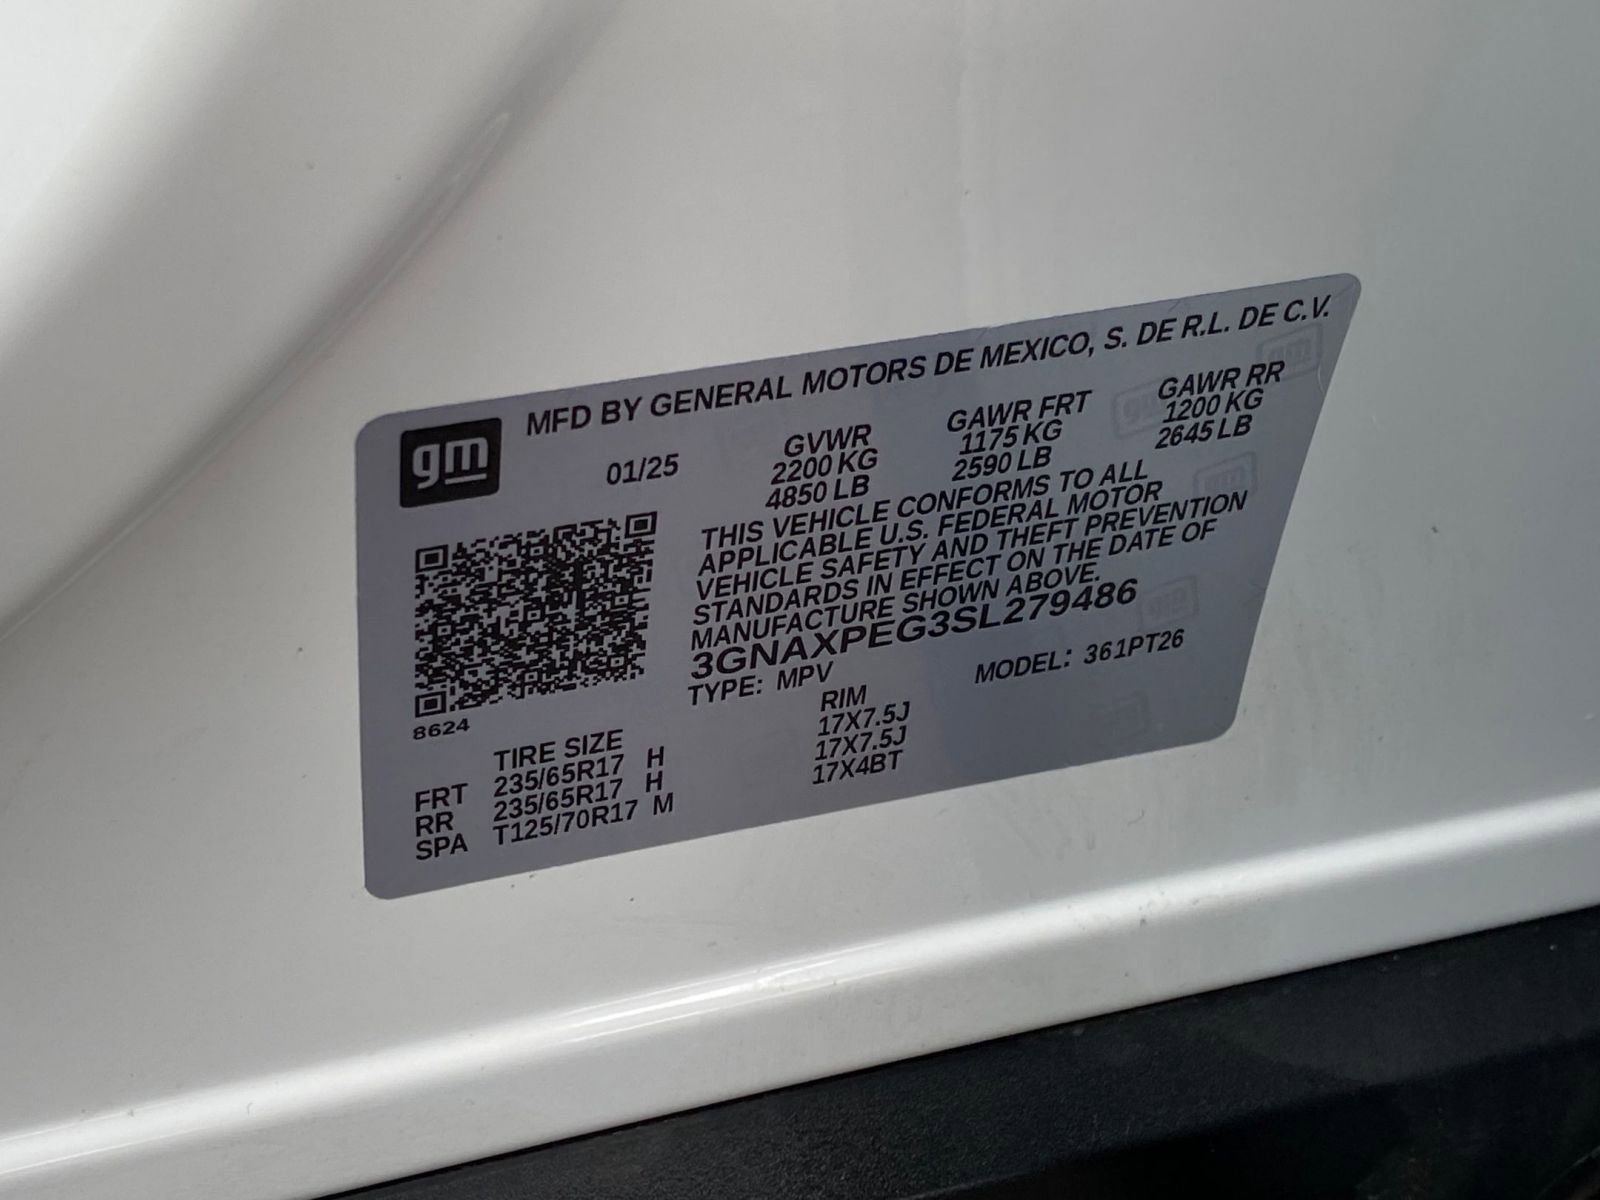 MFD BY GENERAL MOTORS DE MEXICO, S. DE R.L. DE C.V.
gm
01/25
GVWR GAWR FRT GAWR RR
2200 KG 1175 KG 1200 KG
4850 LB 2590 LB 2645 LB
THIS VEHICLE CONFORMS TO ALL
APPLICABLE U.S. FEDERAL MOTOR
VEHICLE SAFETY AND THEFT PREVENTION
STANDARDS IN EFFECT ON THE DATE OF
MANUFACTURE SHOWN ABOVE.
3GNAXPEG3SL279486
TYPE: MPV MODEL: 361PT26
8624
TIRE SIZE RIM
FRT 235/65R17 H 17X7.5J
RR 235/65R17 H 17X7.5J
SPA T125/70R17 M 17X4BT